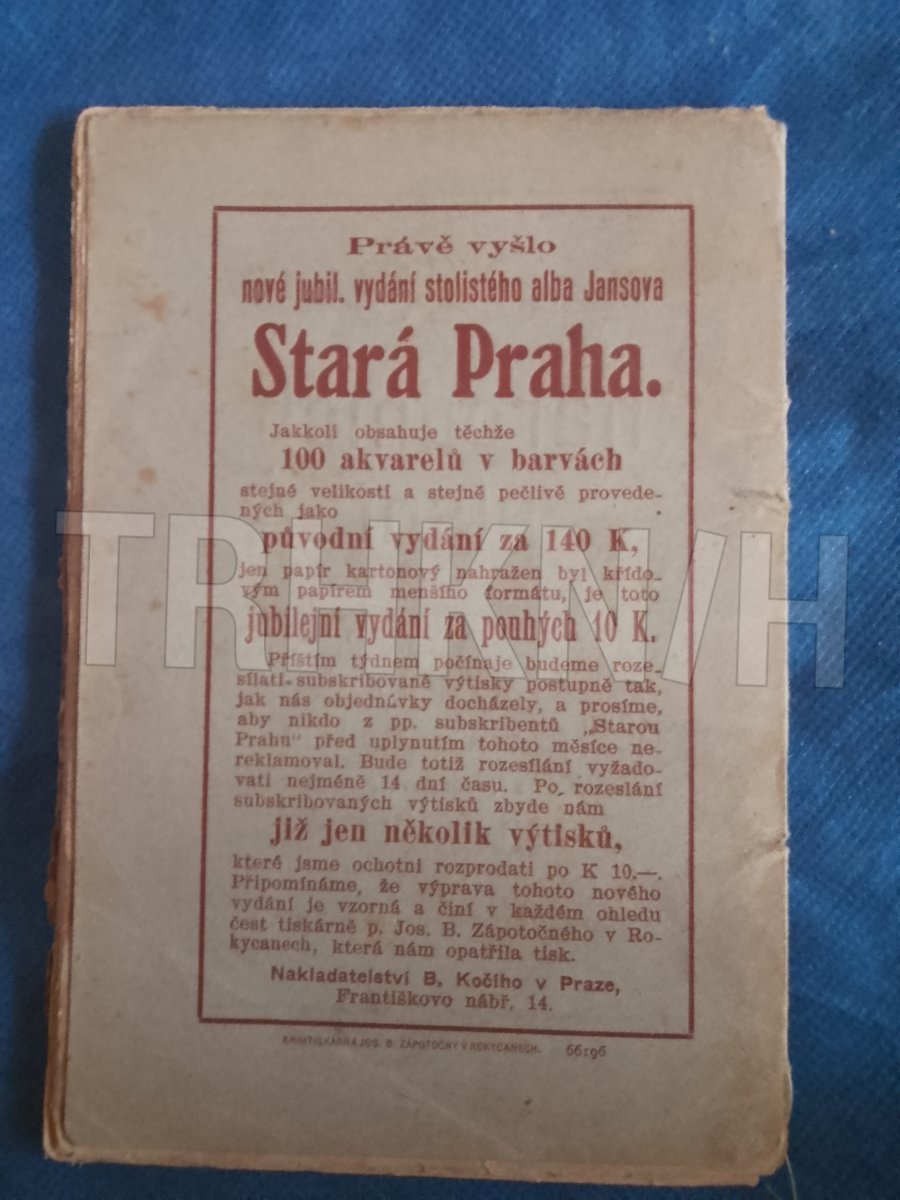 Právě vyšlo
nové jubil. vydání stolistého alba Jansova
Stará Praha.
Jakkoli obsahuje těchže
100 akvarelů v barvách
stejné velikosti a stejně pečlivě provede-
ných jako
původní vydání za 140 K,
jen papír kartonový nahražen byl křído-
vým papírem menšího formátu, je toto
jubilejní vydání za pouhých 10 K.
Příštím týdnem počínaje budeme roze-
sílati subskribované výtisky postupně tak,
jak nás objednávky docházely, a prosíme,
aby nikdo z pp. subskribentů „Starou
Prahu" před uplynutím tohoto měsíce ne-
reklamoval. Bude totiž rozesílání vyžado-
vati nejméně 14 dní času. Po rozeslání
subskribovaných výtisků zbyde nám
již jen několik výtisků,
které jsme ochotni rozprodati po K 10.—.
Připomínáme, že výprava tohoto nového
vydání je vzorná a činí v každém ohledu
čest tiskárně p. Jos. B. Zápotočného v Ro-
kycanech, která nám opatřila tisk.
Nakladatelství B. Kočího v Praze,
Františkovo nábř. 14.
KNIHTISKÁRNA JOS. B. ZÁPOTOČNÝ V ROKYCANECH. 56196
TRHKNIH